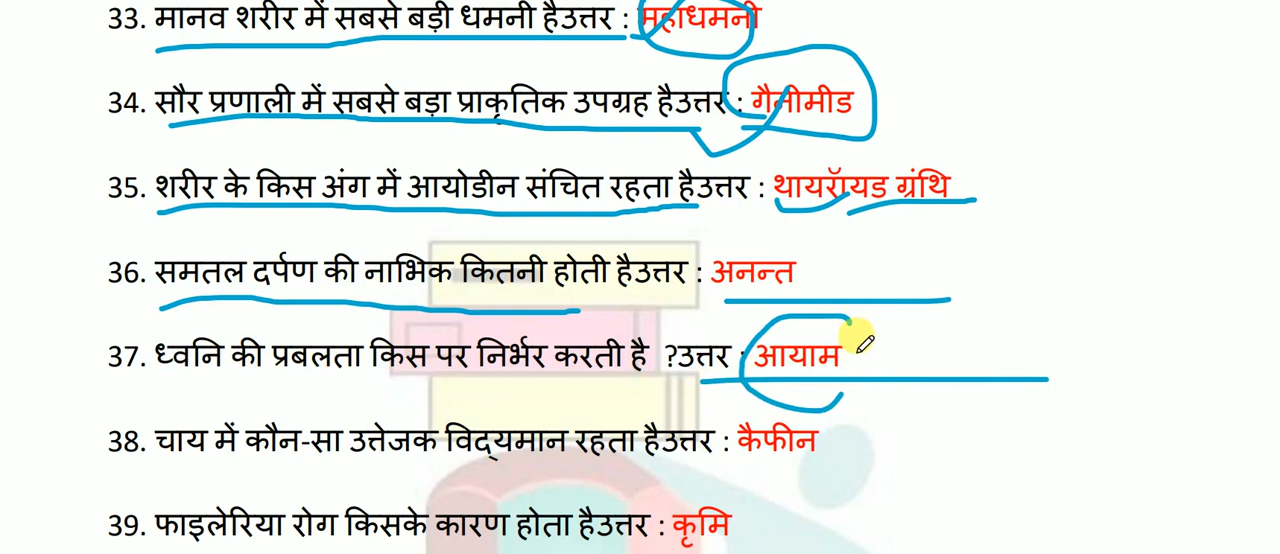 33. मानव शरीर में सबसे बड़ी धमनी हैउत्तर : महाधमनी
34. सौर प्रणाली में सबसे बड़ा प्राकृतिक उपग्रह हैउत्तर : गैनीमीड
35. शरीर के किस अंग में आयोडीन संचित रहता हैउत्तर : थायरॉयड ग्रंथि
36. समतल दर्पण की नाभिक कितनी होती हैउत्तर : अनन्त
37. ध्वनि की प्रबलता किस पर निर्भर करती है ?उत्तर : आयाम
38. चाय में कौन-सा उत्तेजक विद्यमान रहता हैउत्तर : कैफीन
39. फाइलेरिया रोग किसके कारण होता हैउत्तर : कृमि